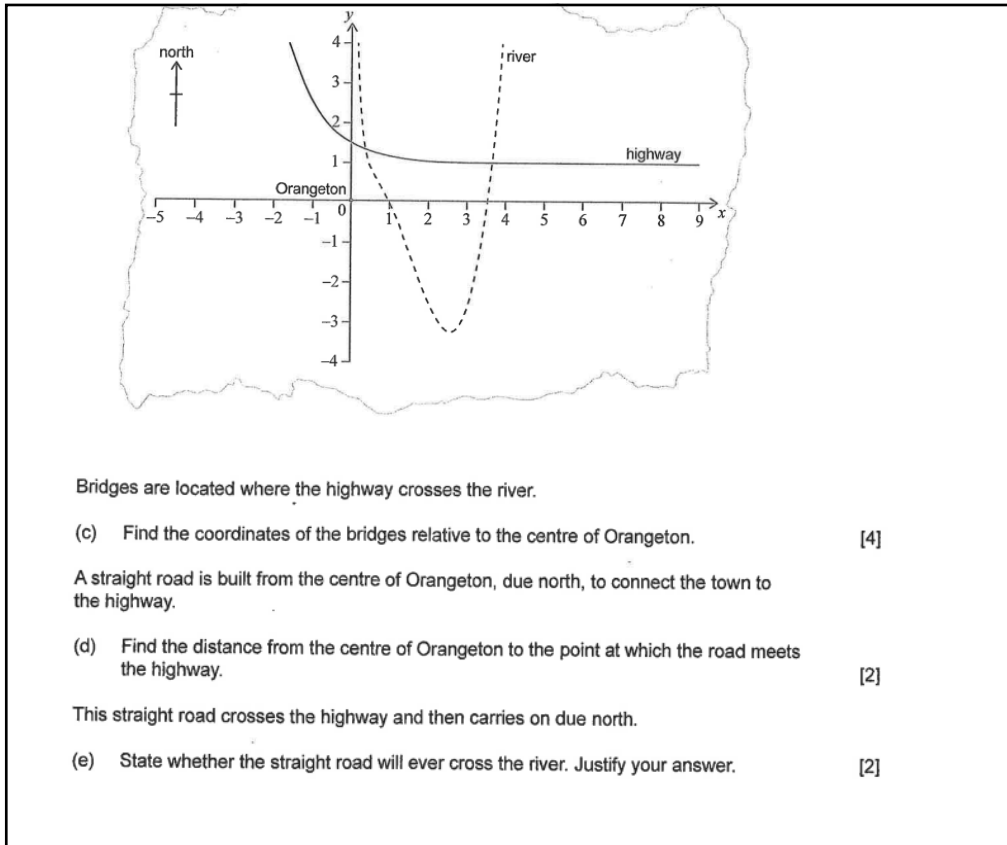 y
4
north
river
3
2
highway
1
Orangeton
-5 -4 -3 -2 -1 0 1 2 3 4 5 6 7 8 9 x
-1
-2
-3
-4
Bridges are located where the highway crosses the river.
(c) Find the coordinates of the bridges relative to the centre of Orangeton. [4]
A straight road is built from the centre of Orangeton, due north, to connect the town to
the highway.
(d) Find the distance from the centre of Orangeton to the point at which the road meets
the highway. [2]
This straight road crosses the highway and then carries on due north.
(e) State whether the straight road will ever cross the river. Justify your answer. [2]